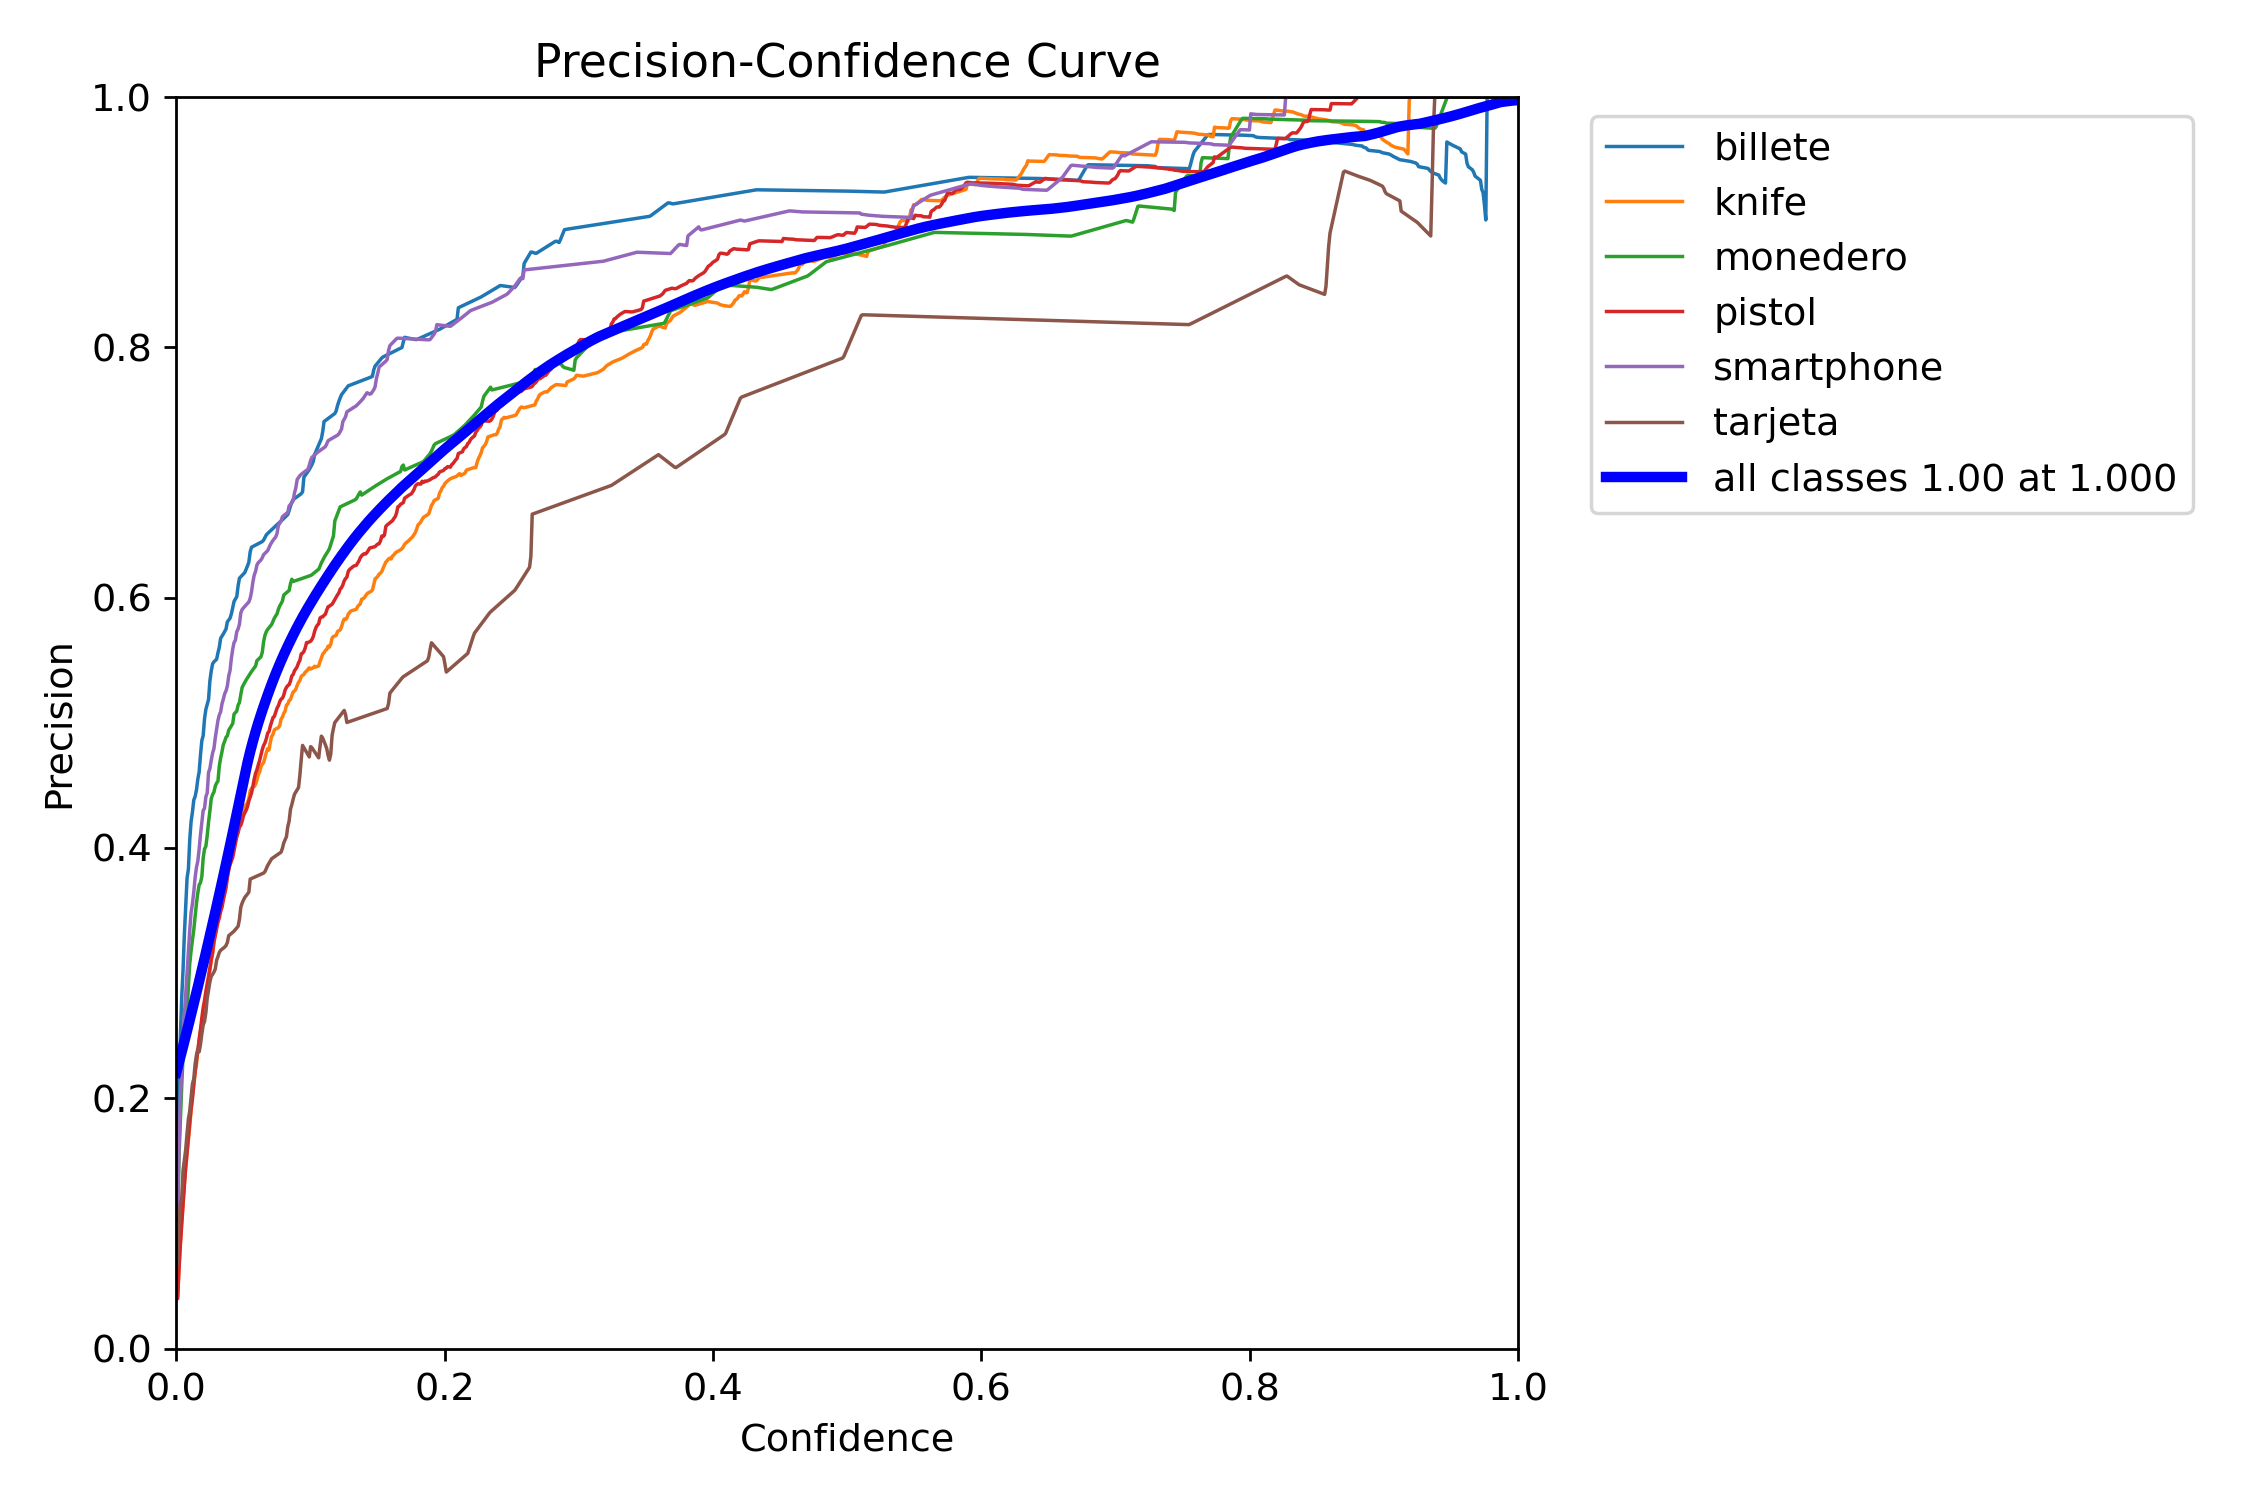 Precision-Confidence Curve
1.0
0.8
0.6
0.4
0.2
0.0
Precision
0.0 0.2 0.4 0.6 0.8 1.0
Confidence
billete
knife
monedero
pistol
smartphone
tarjeta
all classes 1.00 at 1.000